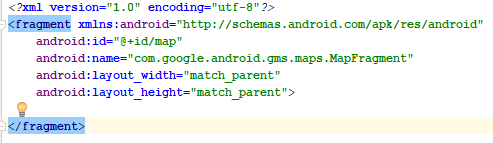 <?xml version="1.0" encoding="utf-8"?>
<fragment xmlns:android="http://schemas.android.com/apk/res/android"
    android:id="@+id/map"
    android:name="com.google.android.gms.maps.MapFragment"
    android:layout_width="match_parent"
    android:layout_height="match_parent">
</fragment>